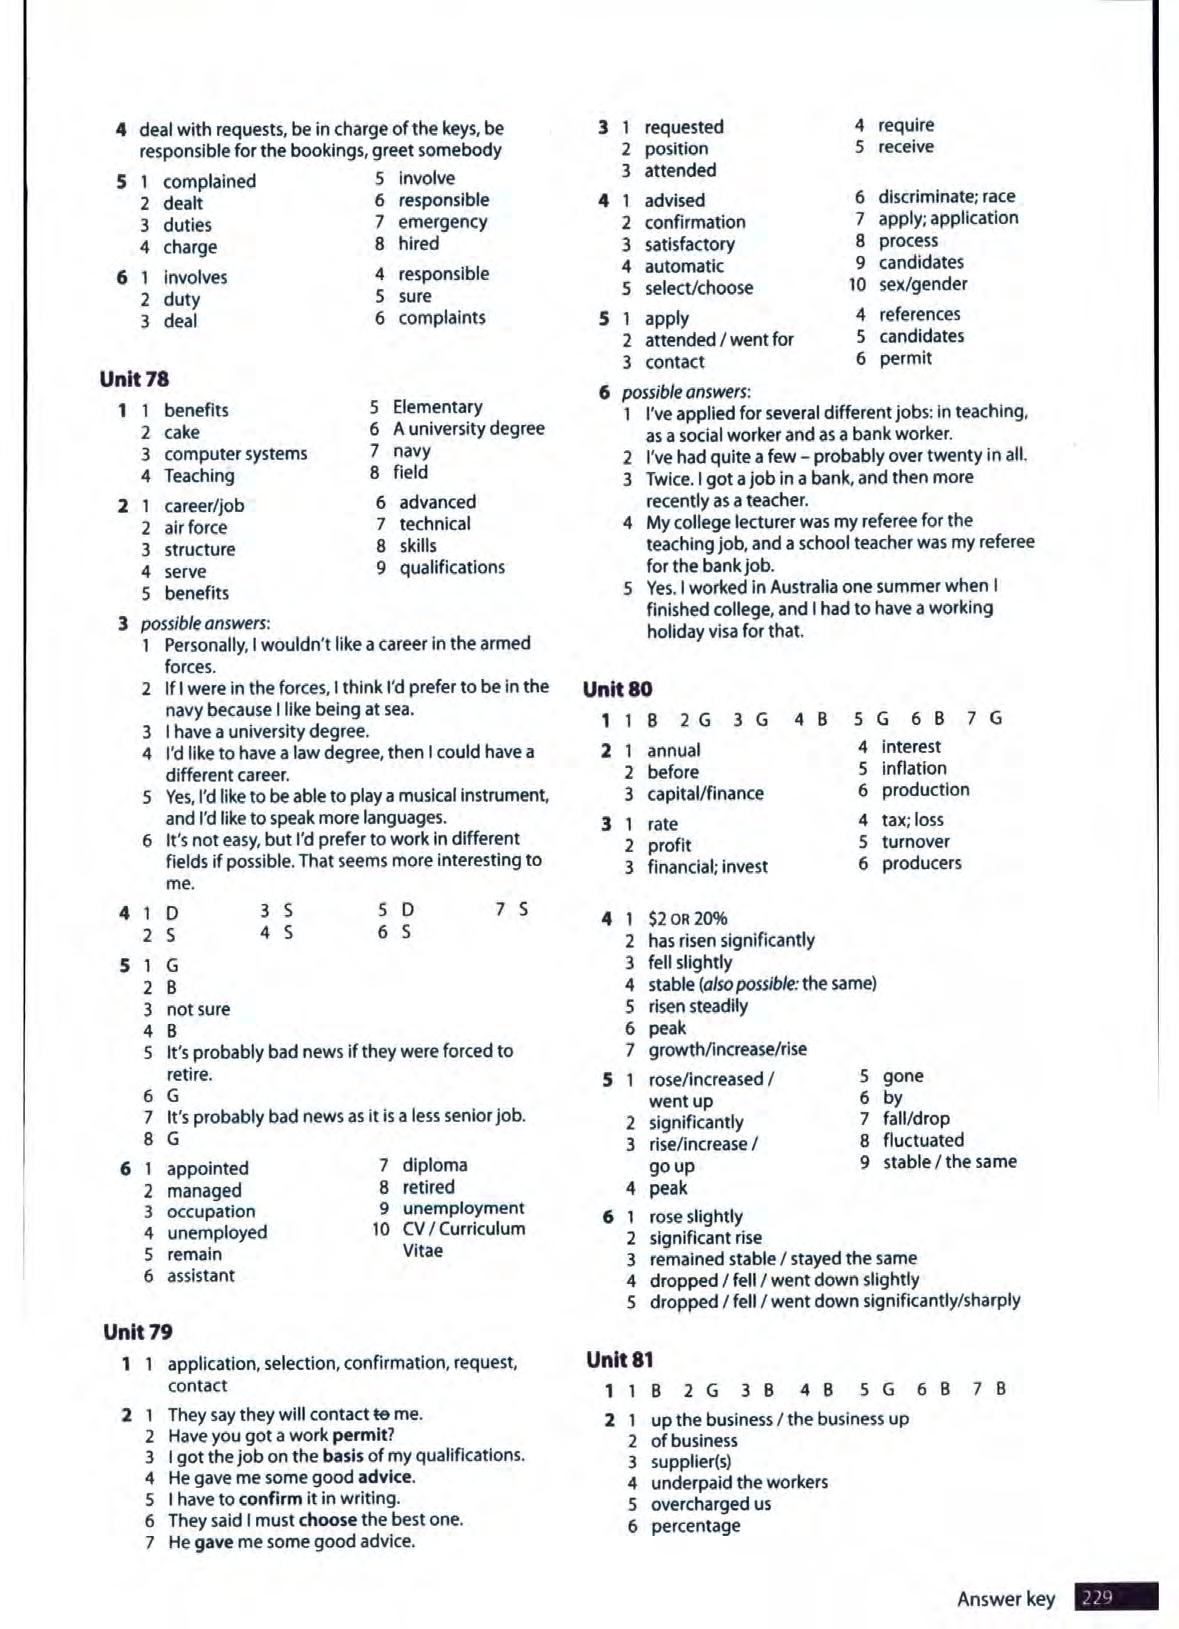 4 deal with requests, be in charge of the keys, be
responsible for the bookings, greet somebody
5 1 complained 5 involve
2 dealt 6 responsible
3 duties 7 emergency
4 charge 8 hired
6 1 involves 4 responsible
2 duty 5 sure
3 deal 6 complaints
Unit 78
1 1 benefits 5 Elementary
2 cake 6 A university degree
3 computer systems 7 navy
4 Teaching 8 field
2 1 career/job 6 advanced
2 air force 7 technical
3 structure 8 skills
4 serve 9 qualifications
5 benefits
3 possible answers:
1 Personally, I wouldn't like a career in the armed
forces.
2 If I were in the forces, I think I'd prefer to be in the
navy because I like being at sea.
3 I have a university degree.
4 I'd like to have a law degree, then I could have a
different career.
5 Yes, I'd like to be able to play a musical instrument,
and I'd like to speak more languages.
6 It's not easy, but I'd prefer to work in different
fields if possible. That seems more interesting to
me.
4 1 D 3 S 5 D 7 S
2 S 4 S 6 S
5 1 G
2 B
3 not sure
4 B
5 It's probably bad news if they were forced to
retire.
6 G
7 It's probably bad news as it is a less senior job.
8 G
6 1 appointed 7 diploma
2 managed 8 retired
3 occupation 9 unemployment
4 unemployed 10 CV / Curriculum
5 remain Vitae
6 assistant
Unit 79
1 1 application, selection, confirmation, request,
contact
2 1 They say they will contact to me.
2 Have you got a work permit?
3 I got the job on the basis of my qualifications.
4 He gave me some good advice.
5 I have to confirm it in writing.
6 They said I must choose the best one.
7 He gave me some good advice.
3 1 requested 4 require
2 position 5 receive
3 attended
4 1 advised 6 discriminate; race
2 confirmation 7 apply; application
3 satisfactory 8 process
4 automatic 9 candidates
5 select/choose 10 sex/gender
5 1 apply 4 references
2 attended / went for 5 candidates
3 contact 6 permit
6 possible answers:
1 I've applied for several different jobs: in teaching,
as a social worker and as a bank worker.
2 I've had quite a few – probably over twenty in all.
3 Twice. I got a job in a bank, and then more
recently as a teacher.
4 My college lecturer was my referee for the
teaching job, and a school teacher was my referee
for the bank job.
5 Yes. I worked in Australia one summer when I
finished college, and I had to have a working
holiday visa for that.
Unit 80
1 1 B 2 G 3 G 4 B 5 G 6 B 7 G
2 1 annual 4 interest
2 before 5 inflation
3 capital/finance 6 production
3 1 rate 4 tax; loss
2 profit 5 turnover
3 financial; invest 6 producers
4 1 $2 OR 20%
2 has risen significantly
3 fell slightly
4 stable (also possible: the same)
5 risen steadily
6 peak
7 growth/increase/rise
5 1 rose/increased / 5 gone
went up 6 by
2 significantly 7 fall/drop
3 rise/increase / 8 fluctuated
go up 9 stable / the same
4 peak
6 1 rose slightly
2 significant rise
3 remained stable / stayed the same
4 dropped / fell / went down slightly
5 dropped / fell / went down significantly/sharply
Unit 81
1 1 B 2 G 3 B 4 B 5 G 6 B 7 B
2 1 up the business / the business up
2 of business
3 supplier(s)
4 underpaid the workers
5 overcharged us
6 percentage
Answer key 229